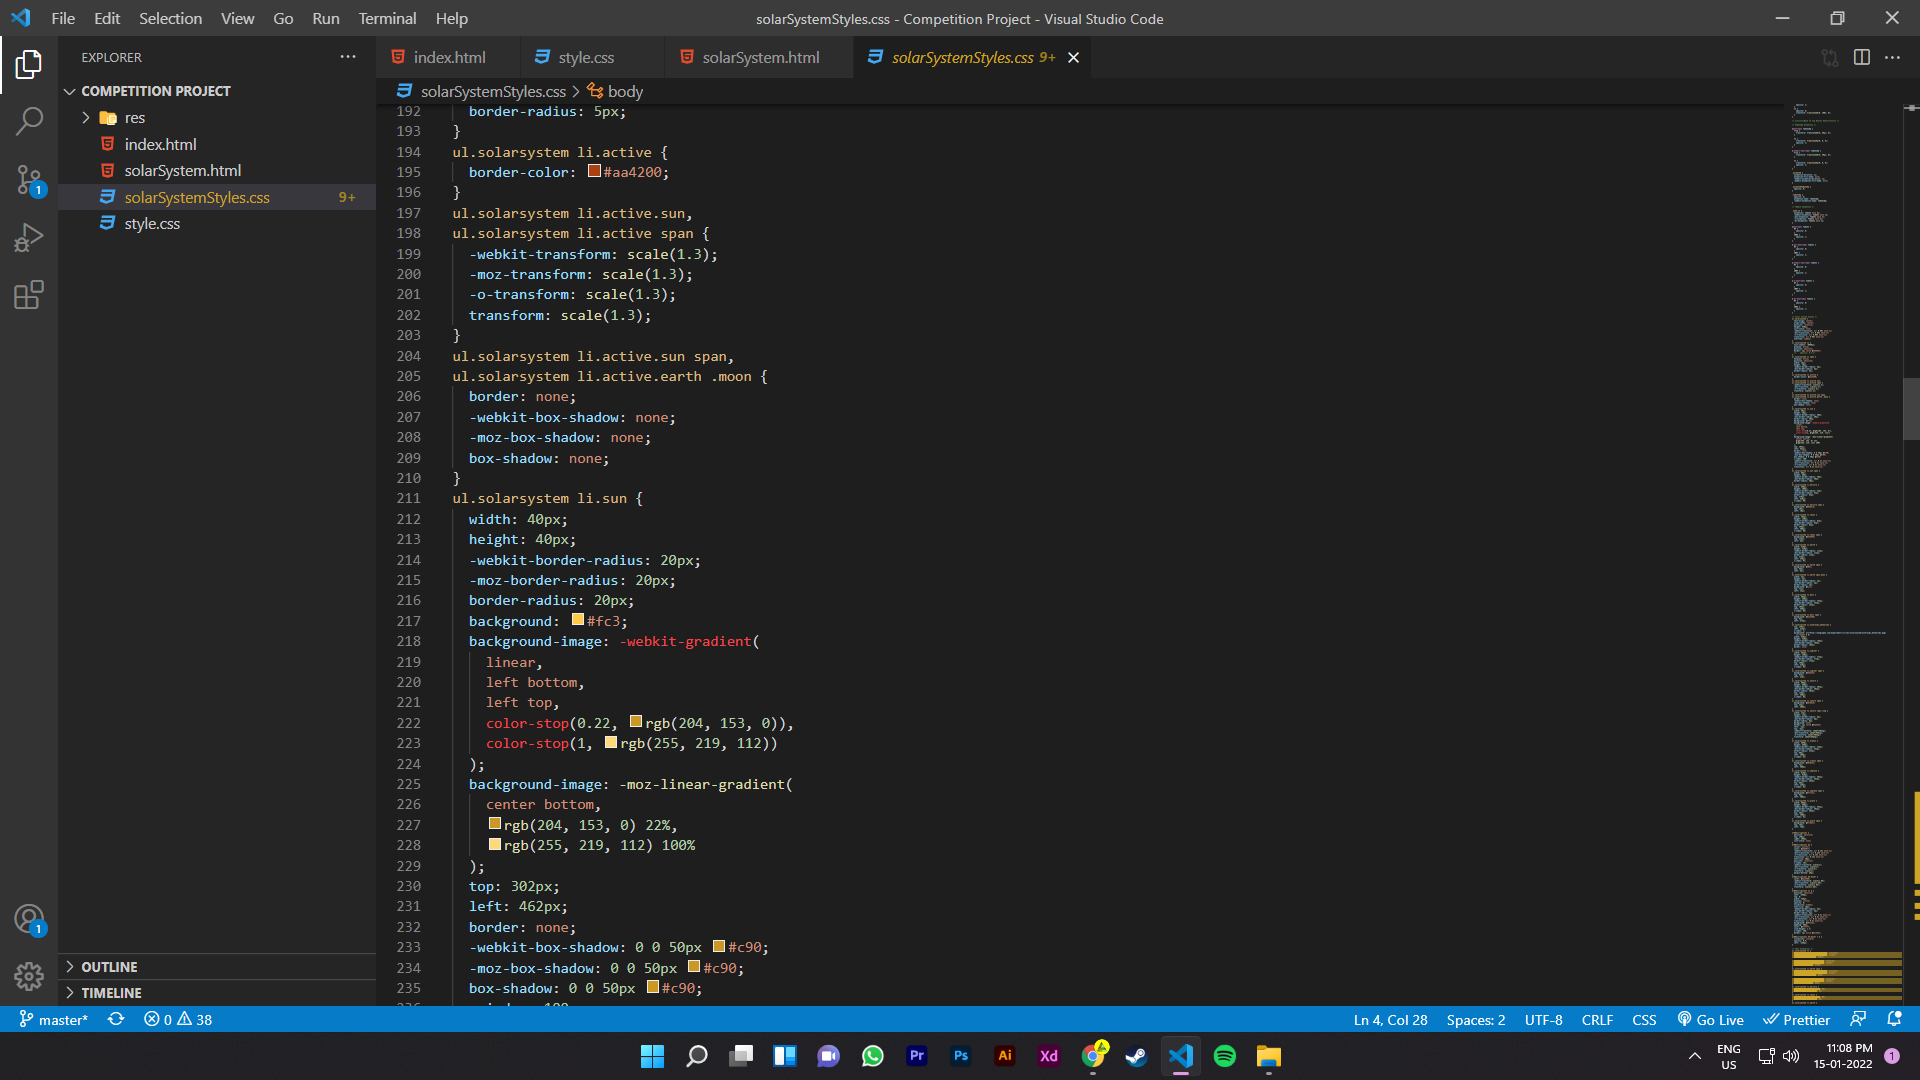 File Edit Selection View Go Run Terminal Help
solarSystemStyles.css - Competition Project - Visual Studio Code
EXPLORER
COMPETITION PROJECT
res
index.html
solarSystem.html
solarSystemStyles.css 9+
style.css
OUTLINE
TIMELINE
index.html style.css solarSystem.html solarSystemStyles.css 9+
solarSystemStyles.css > body
192 border-radius: 5px;
193 }
194 ul.solarsystem li.active {
195 border-color: #aa4200;
196 }
197 ul.solarsystem li.active.sun,
198 ul.solarsystem li.active span {
199 -webkit-transform: scale(1.3);
200 -moz-transform: scale(1.3);
201 -o-transform: scale(1.3);
202 transform: scale(1.3);
203 }
204 ul.solarsystem li.active.sun span,
205 ul.solarsystem li.active.earth .moon {
206 border: none;
207 -webkit-box-shadow: none;
208 -moz-box-shadow: none;
209 box-shadow: none;
210 }
211 ul.solarsystem li.sun {
212 width: 40px;
213 height: 40px;
214 -webkit-border-radius: 20px;
215 -moz-border-radius: 20px;
216 border-radius: 20px;
217 background: #fc3;
218 background-image: -webkit-gradient(
219 linear,
220 left bottom,
221 left top,
222 color-stop(0.22, rgb(204, 153, 0)),
223 color-stop(1, rgb(255, 219, 112))
224 );
225 background-image: -moz-linear-gradient(
226 center bottom,
227 rgb(204, 153, 0) 22%,
228 rgb(255, 219, 112) 100%
229 );
230 top: 302px;
231 left: 462px;
232 border: none;
233 -webkit-box-shadow: 0 0 50px #c90;
234 -moz-box-shadow: 0 0 50px #c90;
235 box-shadow: 0 0 50px #c90;
1
1
master* 0 38
Ln 4, Col 28 Spaces: 2 UTF-8 CRLF CSS Go Live Prettier
Pr Ps Ai Xd
ENG
US
11:08 PM
15-01-2022
1